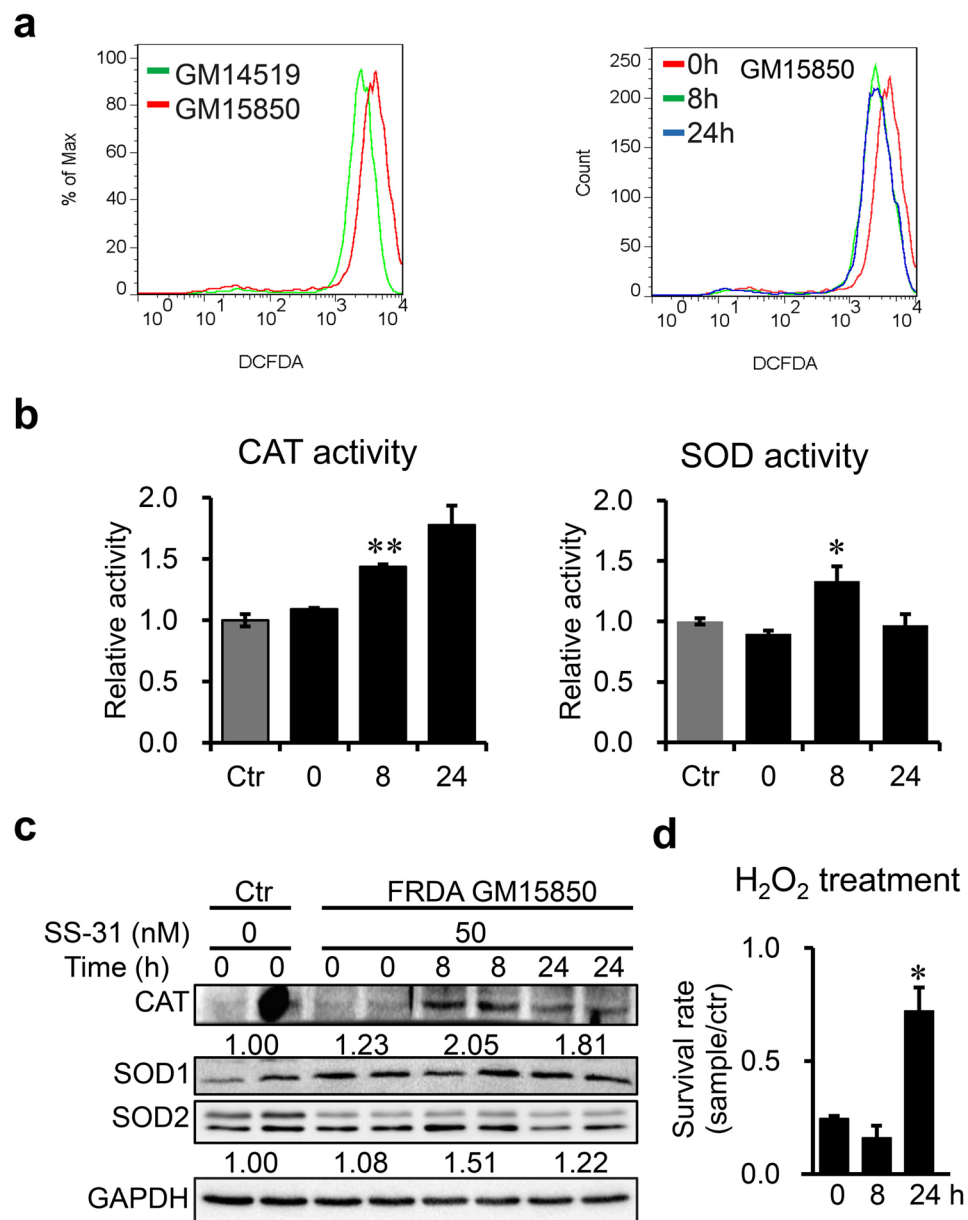 a
GM14519
GM15850
100
80
60
40
20
0
% of Max
10^0 10^1 10^2 10^3 10^4
DCFDA
0h GM15850
8h
24h
250
200
150
100
50
0
Count
10^0 10^1 10^2 10^3 10^4
DCFDA
b
CAT activity
2.0
1.5
1.0
0.5
0.0
Relative activity
**
Ctr 0 8 24
SOD activity
2.0
1.5
1.0
0.5
0.0
Relative activity
*
Ctr 0 8 24
c
Ctr FRDA GM15850
SS-31 (nM) 0 50
Time (h) 0 0 0 0 8 8 24 24
CAT
1.00 1.23 2.05 1.81
SOD1
SOD2
1.00 1.08 1.51 1.22
GAPDH
d
H₂O₂ treatment
1.0
0.5
0.0
Survival rate
(sample/ctr)
*
0 8 24 h